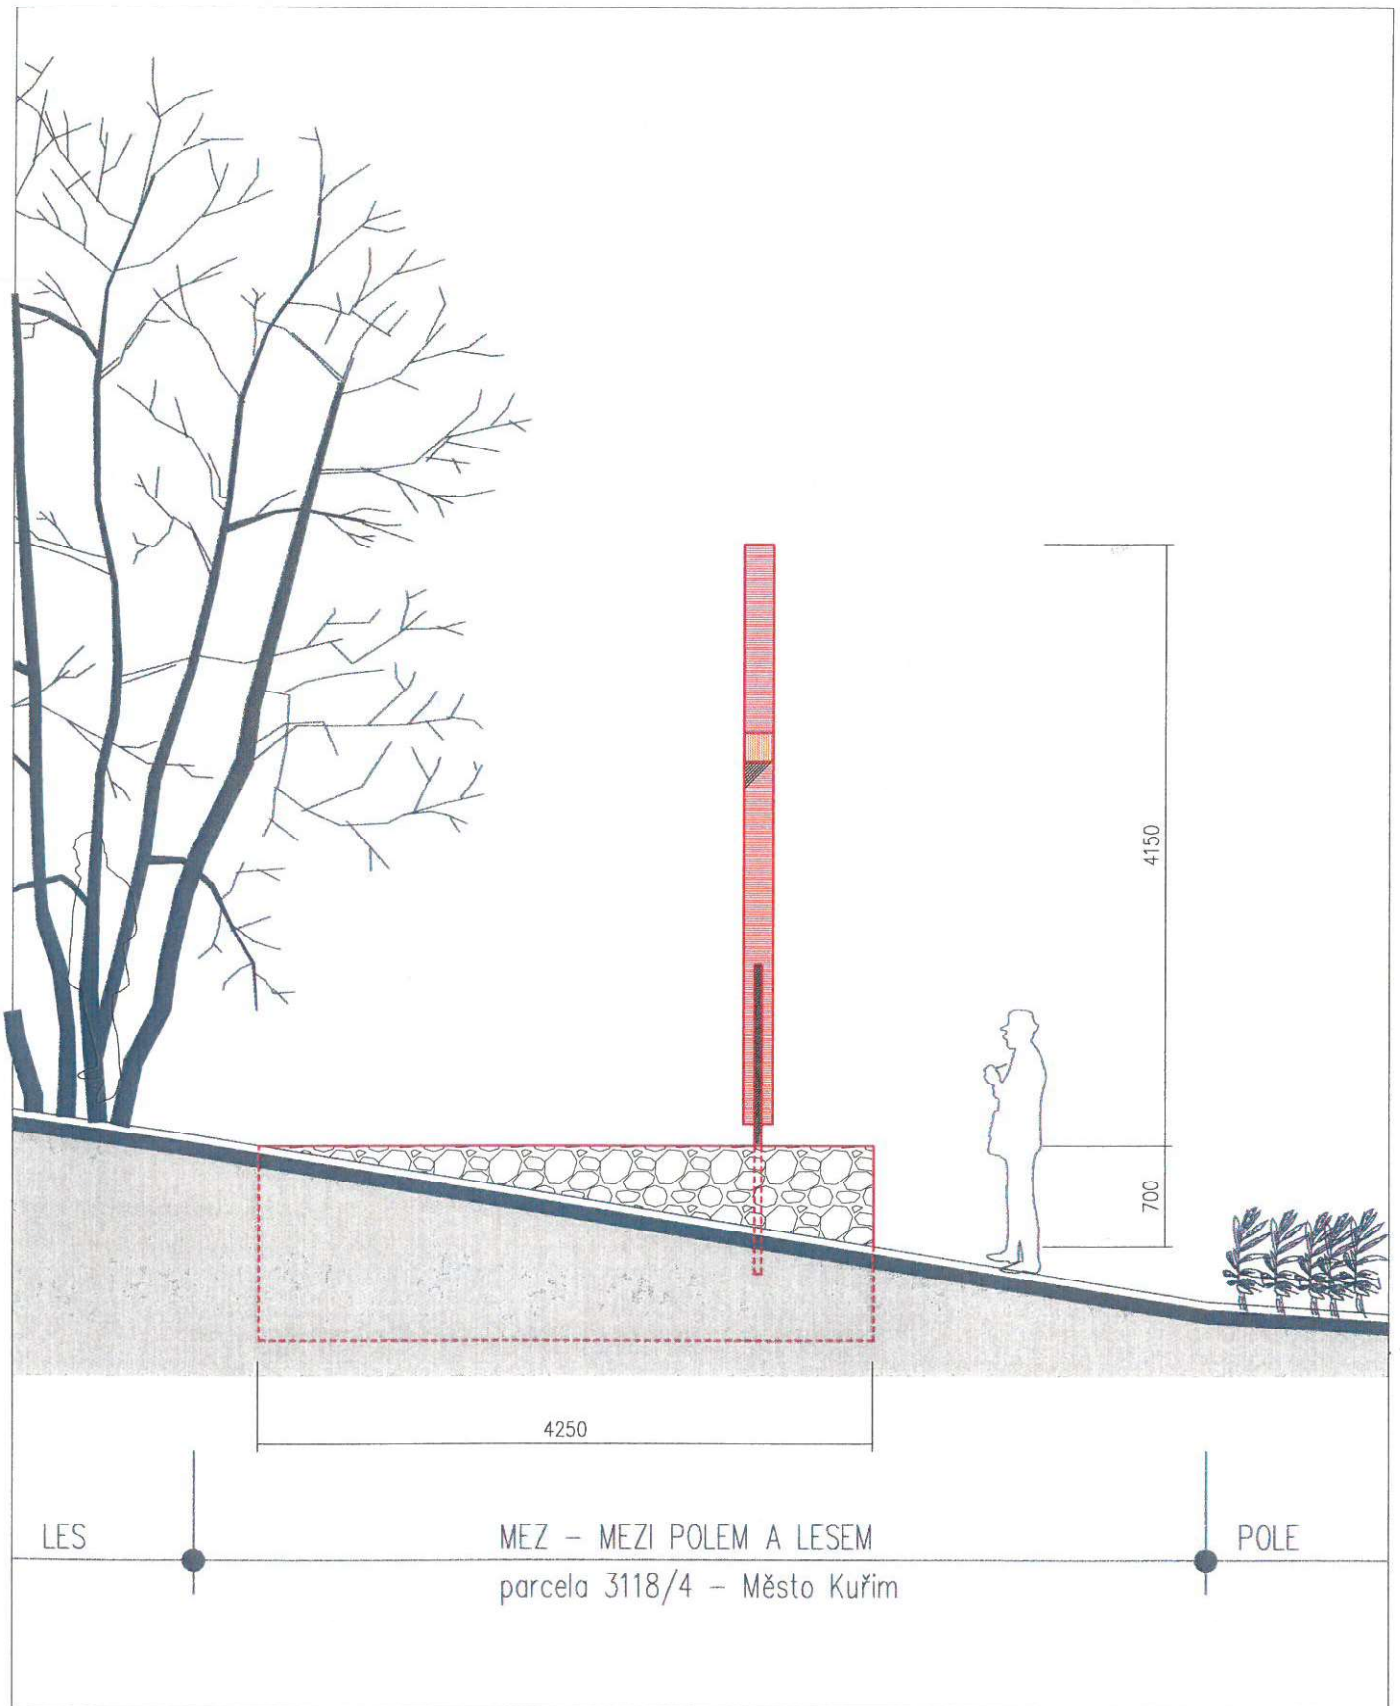 4150
700
4250
LES
MEZ – MEZI POLEM A LESEM
POLE
parcela 3118/4 – Město Kuřim